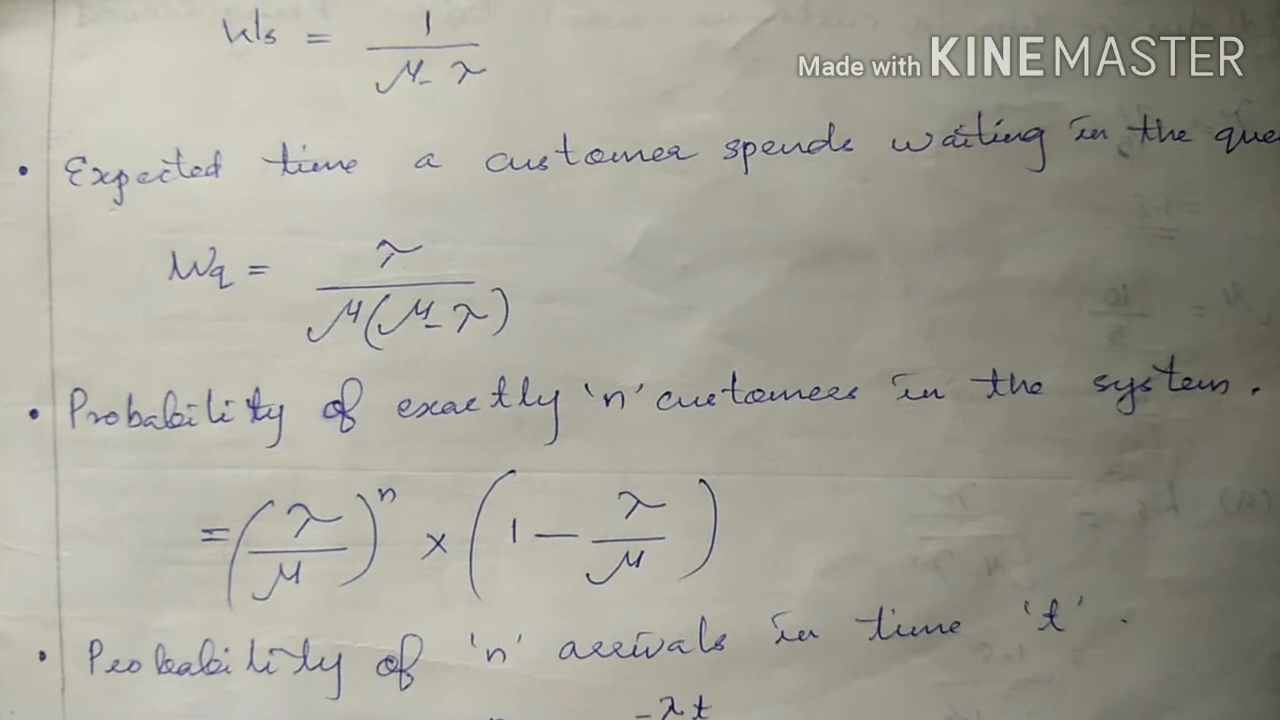 Ws = 1 / (μ - λ)
Made with KINEMASTER
• Expected time a customer spends waiting in the que
Wq = λ / μ(μ - λ)
• Probability of exactly 'n' customers in the system.
= (λ/μ)^n × (1 - λ/μ)
• Probability of 'n' arrivals in time 't'.
-λt